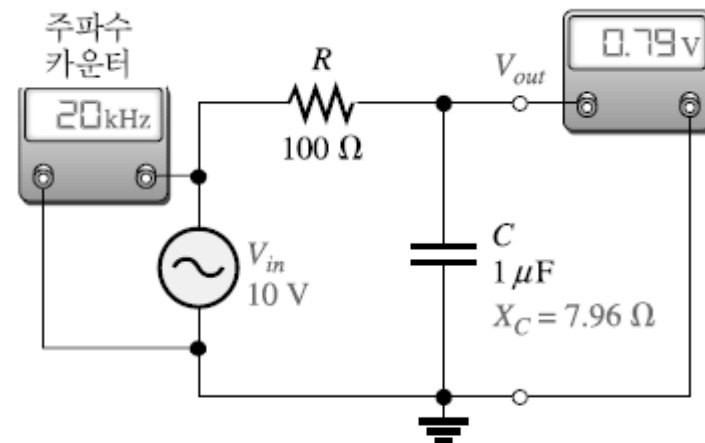 주파수
카운터
20kHz
R
100 Ω
V_in
10 V
V_out
0.79 V
C
1 μF
X_C = 7.96 Ω